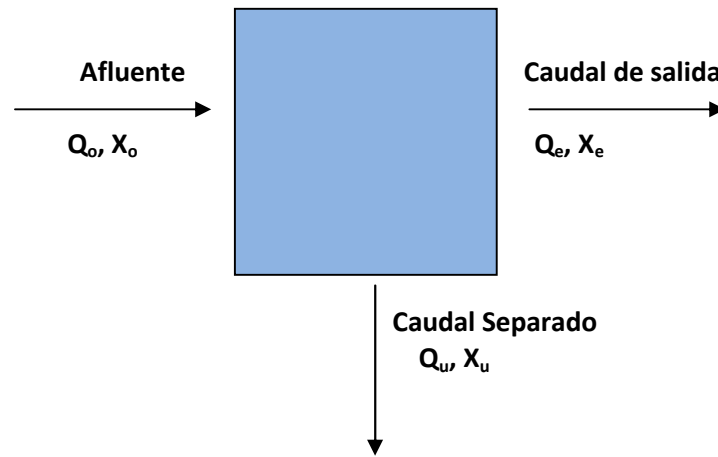 Afluente
Qo, Xo
Caudal de salida
Qe, Xe
Caudal Separado
Qu, Xu